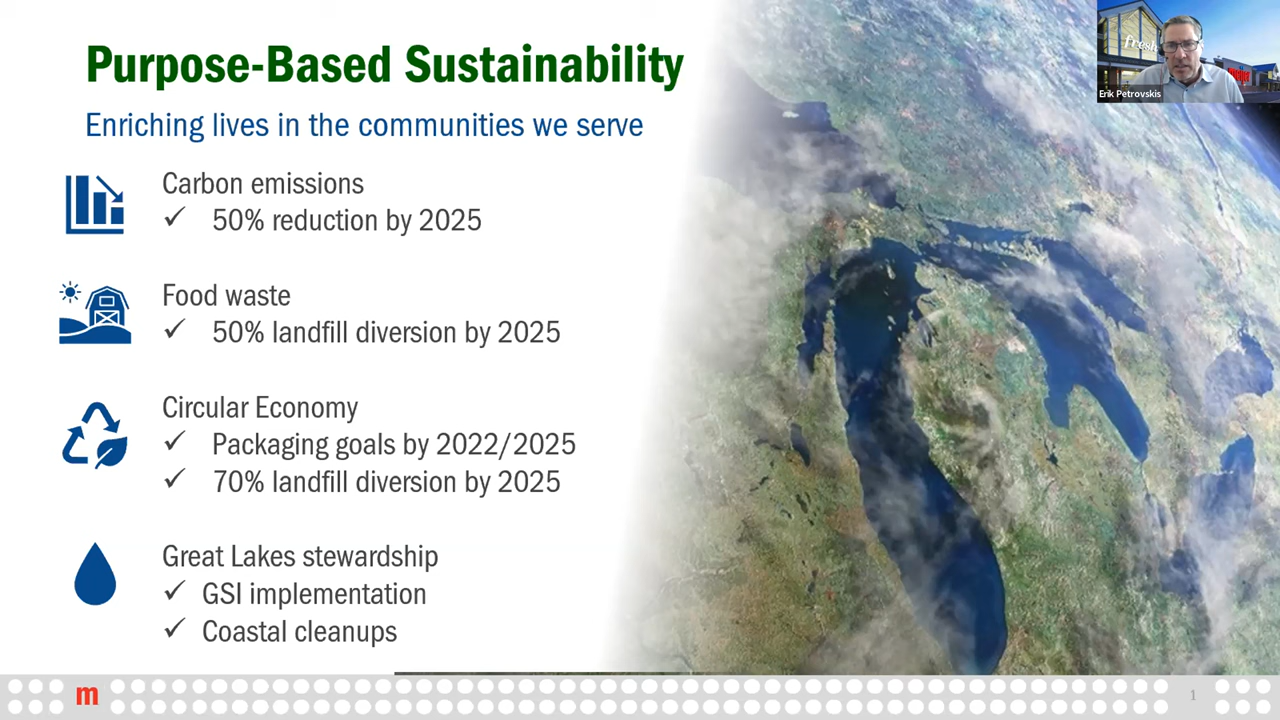 Purpose-Based Sustainability
Enriching lives in the communities we serve
Carbon emissions
✓ 50% reduction by 2025
Food waste
✓ 50% landfill diversion by 2025
Circular Economy
✓ Packaging goals by 2022/2025
✓ 70% landfill diversion by 2025
Great Lakes stewardship
✓ GSI implementation
✓ Coastal cleanups
fresh
Erik Petrovskis
m
1